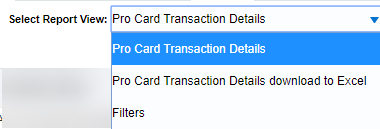 Select Report View: Pro Card Transaction Details
Pro Card Transaction Details
Pro Card Transaction Details download to Excel
Filters